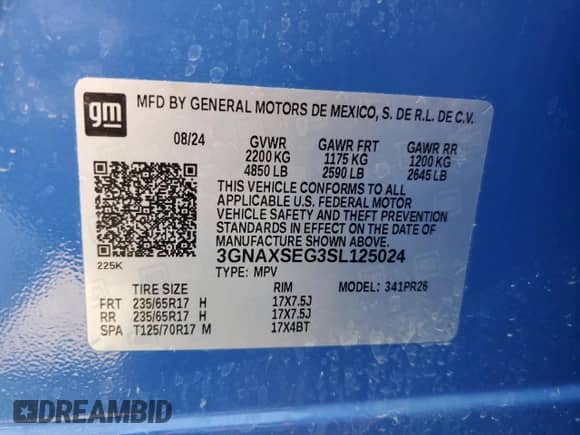 gm
MFD BY GENERAL MOTORS DE MEXICO, S. DE R.L. DE C.V.
08/24 GVWR GAWR FRT GAWR RR
2200 KG 1175 KG 1200 KG
4850 LB 2590 LB 2645 LB
THIS VEHICLE CONFORMS TO ALL
APPLICABLE U.S. FEDERAL MOTOR
VEHICLE SAFETY AND THEFT PREVENTION
STANDARDS IN EFFECT ON THE DATE OF
MANUFACTURE SHOWN ABOVE.
225K 3GNAXSEG3SL125024
TYPE: MPV
TIRE SIZE RIM MODEL: 341PR26
FRT 235/65R17 H 17X7.5J
RR 235/65R17 H 17X7.5J
SPA T125/70R17 M 17X4BT
DREAMBID